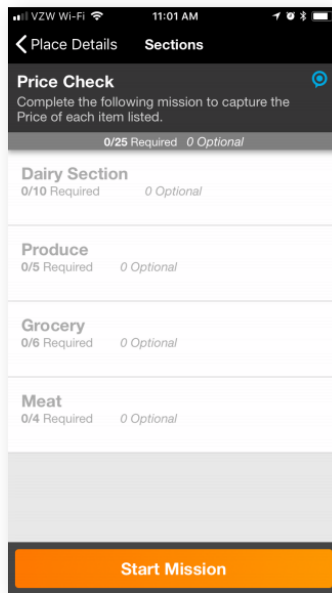 VZW Wi-Fi 11:01 AM
Place Details Sections
Price Check
Complete the following mission to capture the
Price of each item listed.
0/25 Required 0 Optional
Dairy Section
0/10 Required 0 Optional
Produce
0/5 Required 0 Optional
Grocery
0/6 Required 0 Optional
Meat
0/4 Required 0 Optional
Start Mission